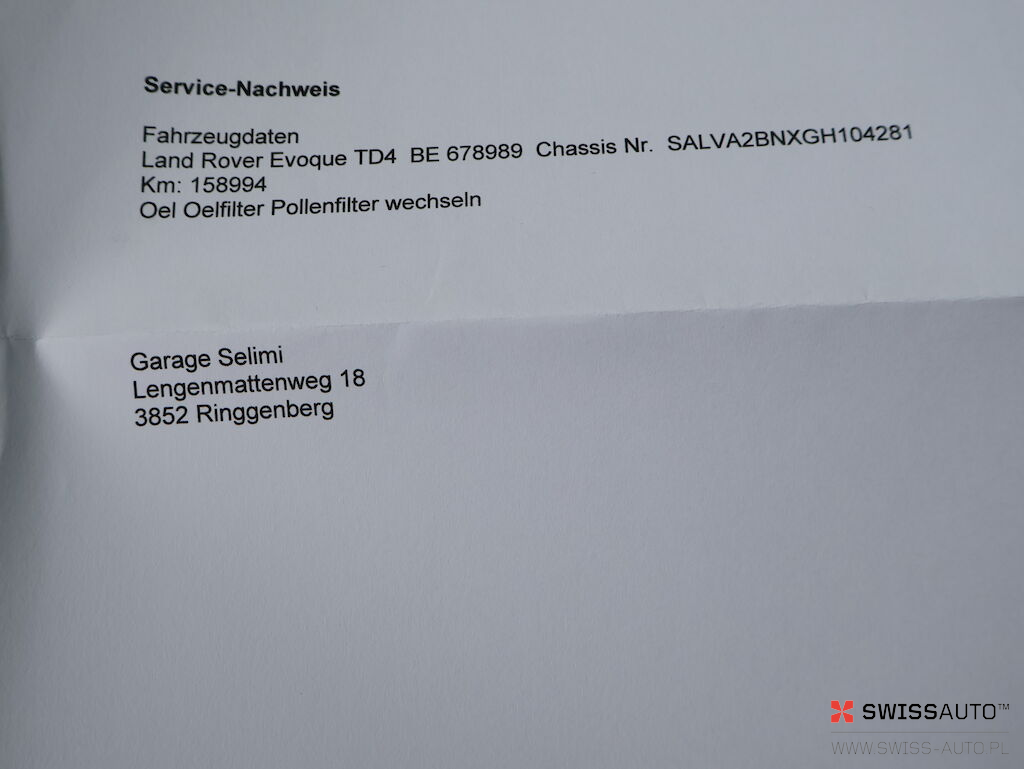 Service-Nachweis
Fahrzeugdaten
Land Rover Evoque TD4 BE 678989 Chassis Nr. SALVA2BNXGH104281
Km: 158994
Oel Oelfilter Pollenfilter wechseln
Garage Selimi
Lengenmattenweg 18
3852 Ringgenberg
SWISSAUTO™
WWW.SWISS-AUTO.PL